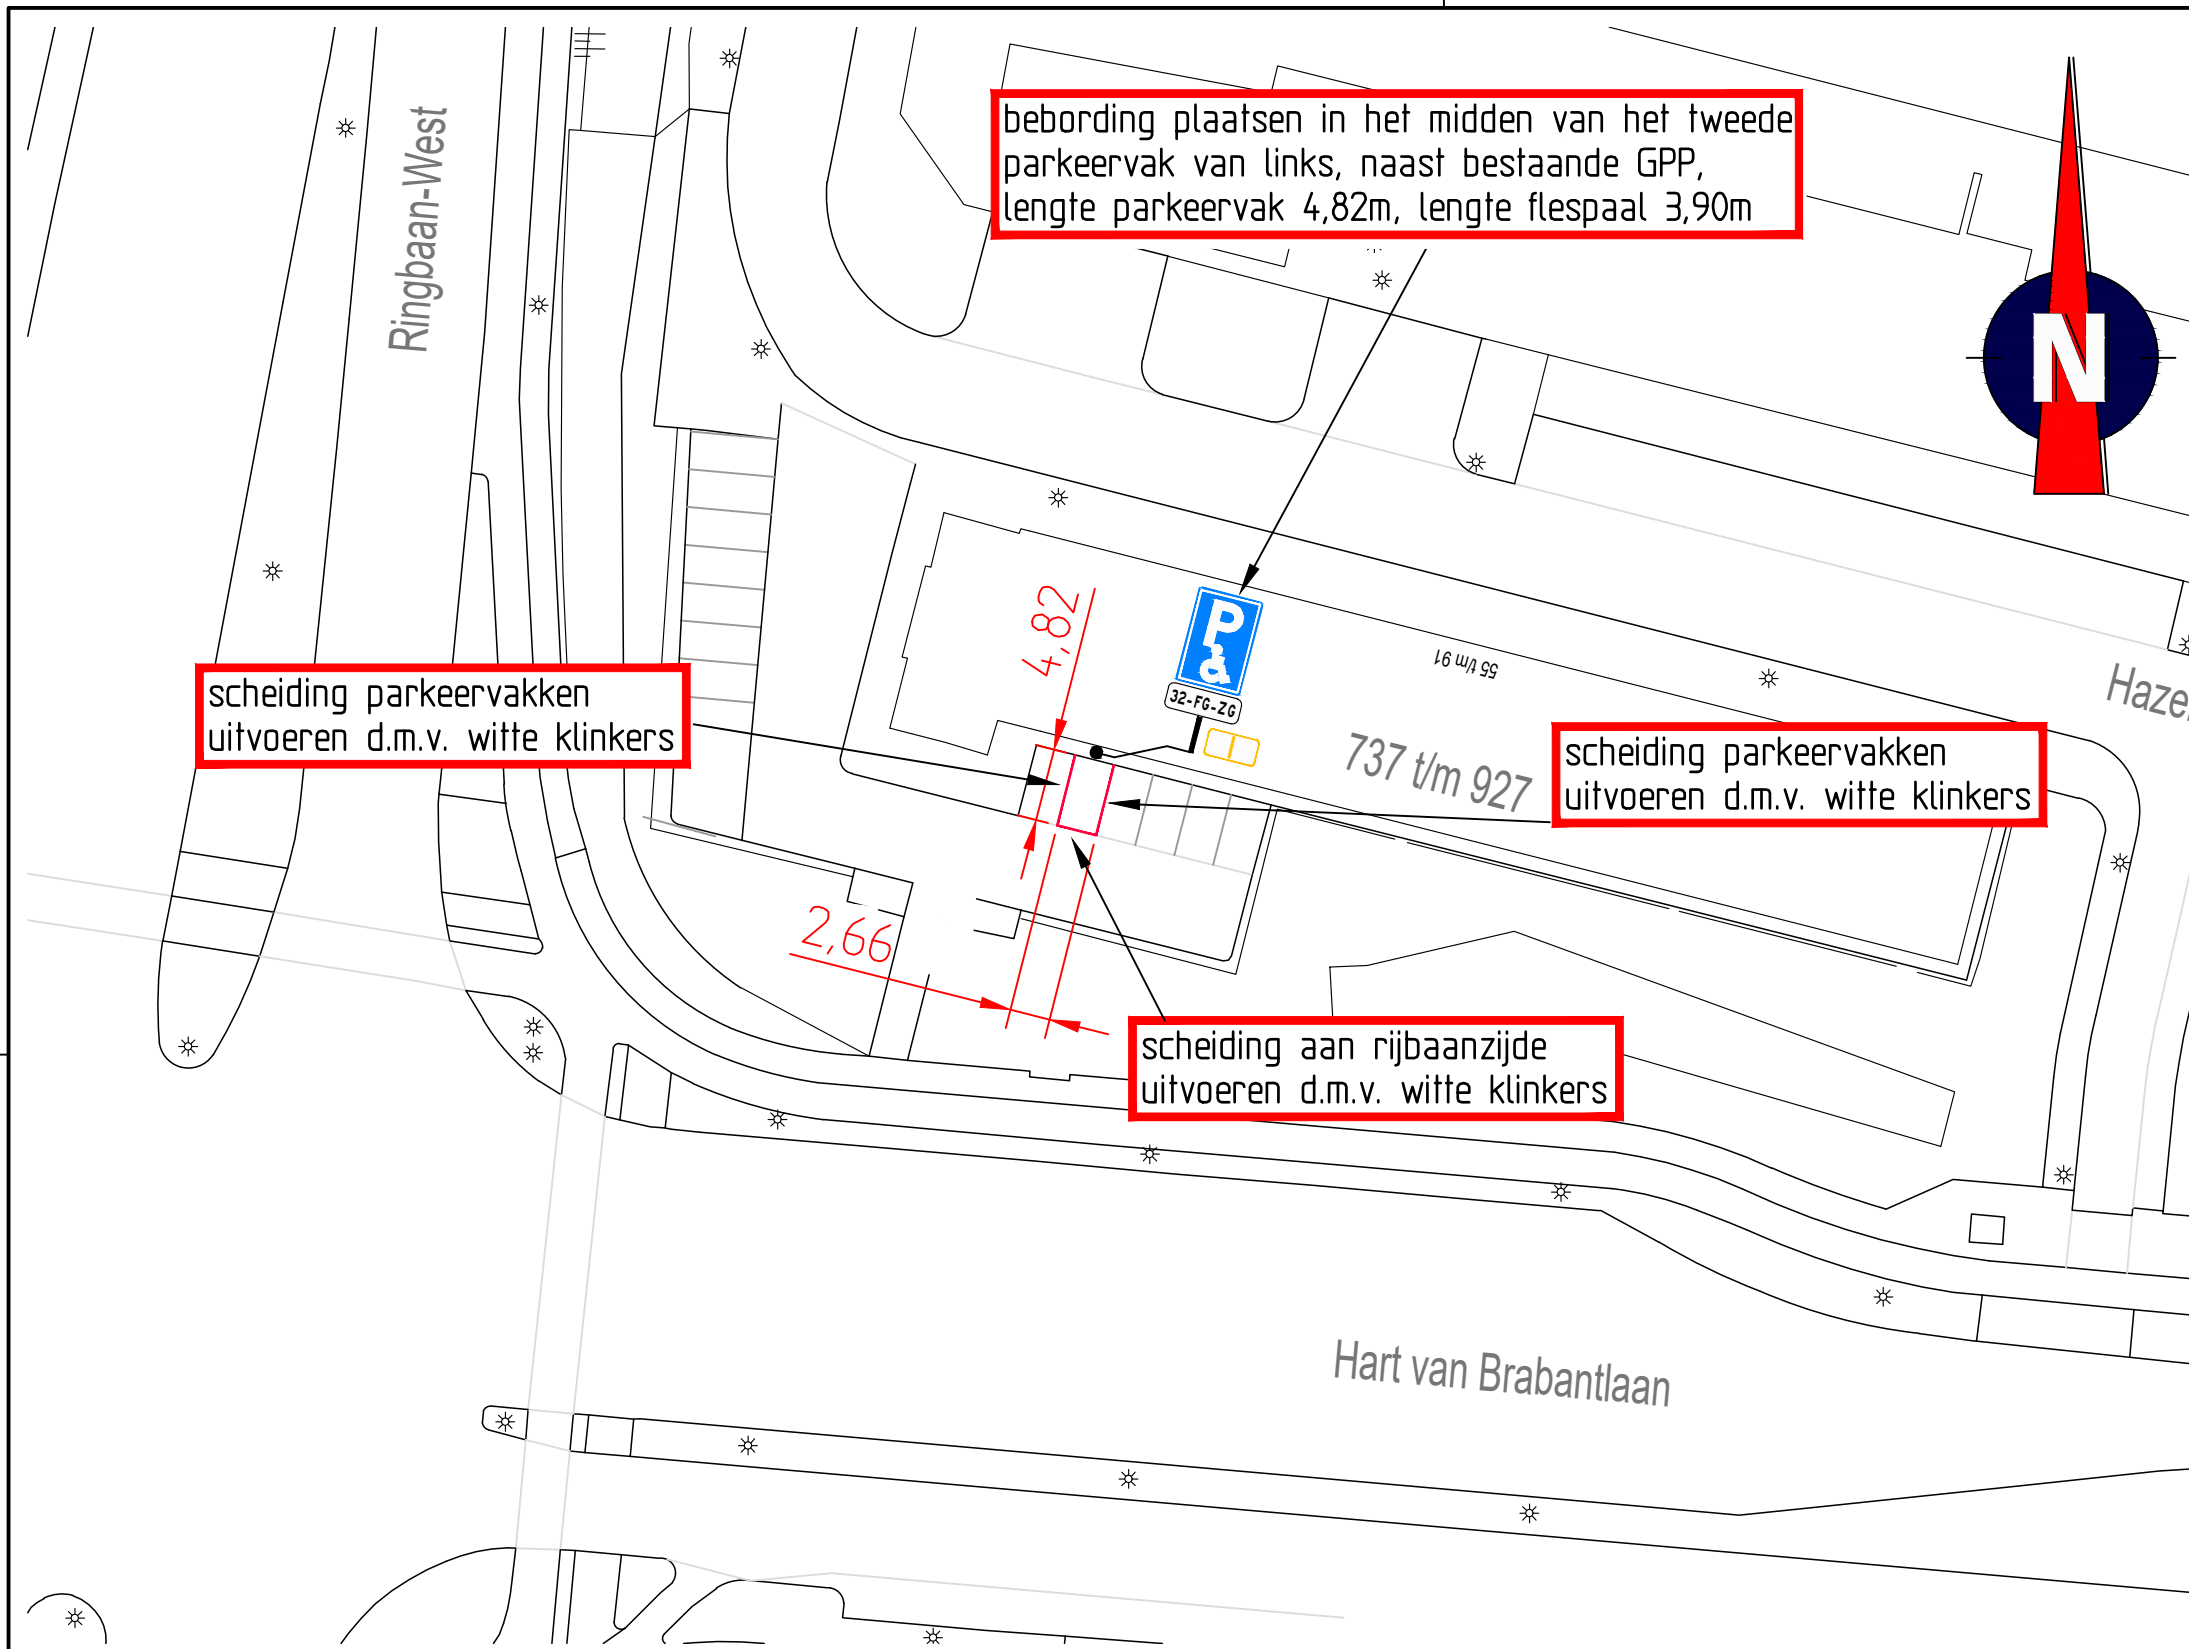 Ringbaan-West
bebording plaatsen in het midden van het tweede
parkeervak van links, naast bestaande GPP,
lengte parkeervak 4,82m, lengte flespaal 3,90m
N
4,82
P
32-FG-ZG
55 t/m 91
scheiding parkeervakken
uitvoeren d.m.v. witte klinkers
737 t/m 927
scheiding parkeervakken
uitvoeren d.m.v. witte klinkers
2,66
scheiding aan rijbaanzijde
uitvoeren d.m.v. witte klinkers
Hart van Brabantlaan